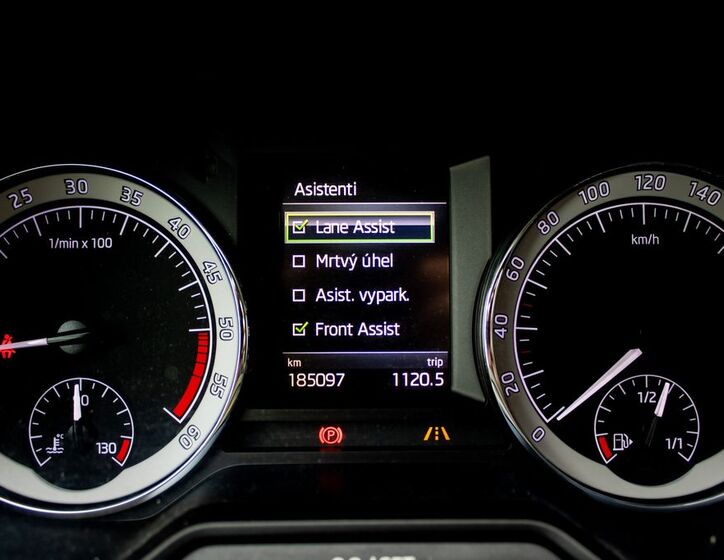 Asistenti
Lane Assist
Mrtvý úhel
Asist. vypark.
Front Assist
km trip
185097 1120.5
25 30 35 40 45 50 55 60
1/min x 100
130
0 20 40 60 80 100 120 140
km/h
1/2
1/1
P